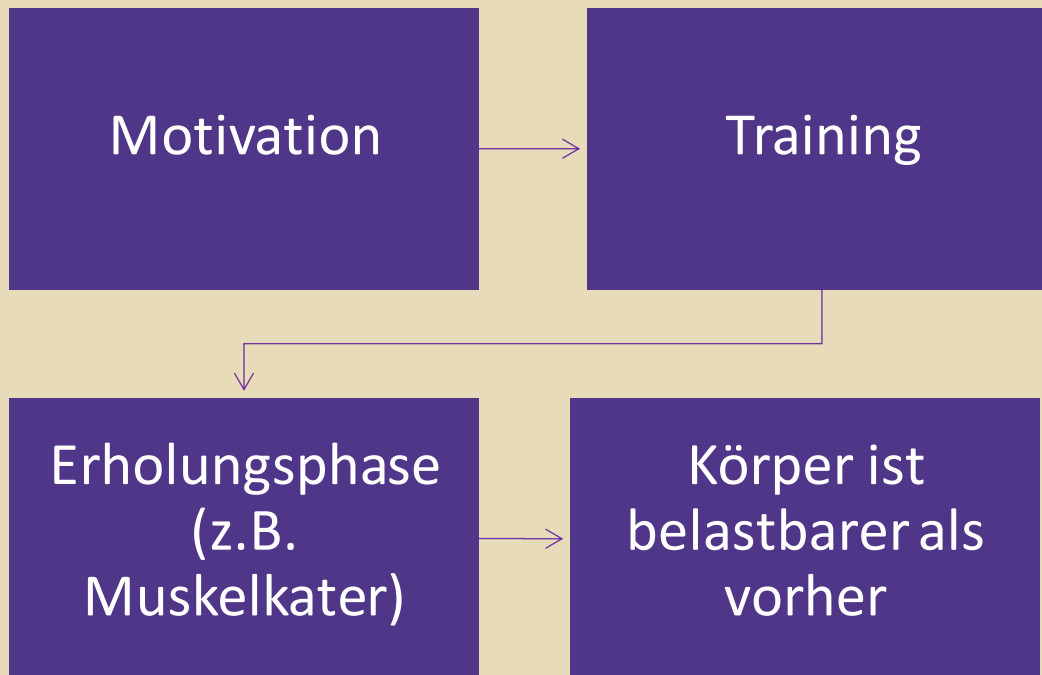 Motivation
Training
Erholungsphase
(z.B.
Muskelkater)
Körper ist
belastbarer als
vorher